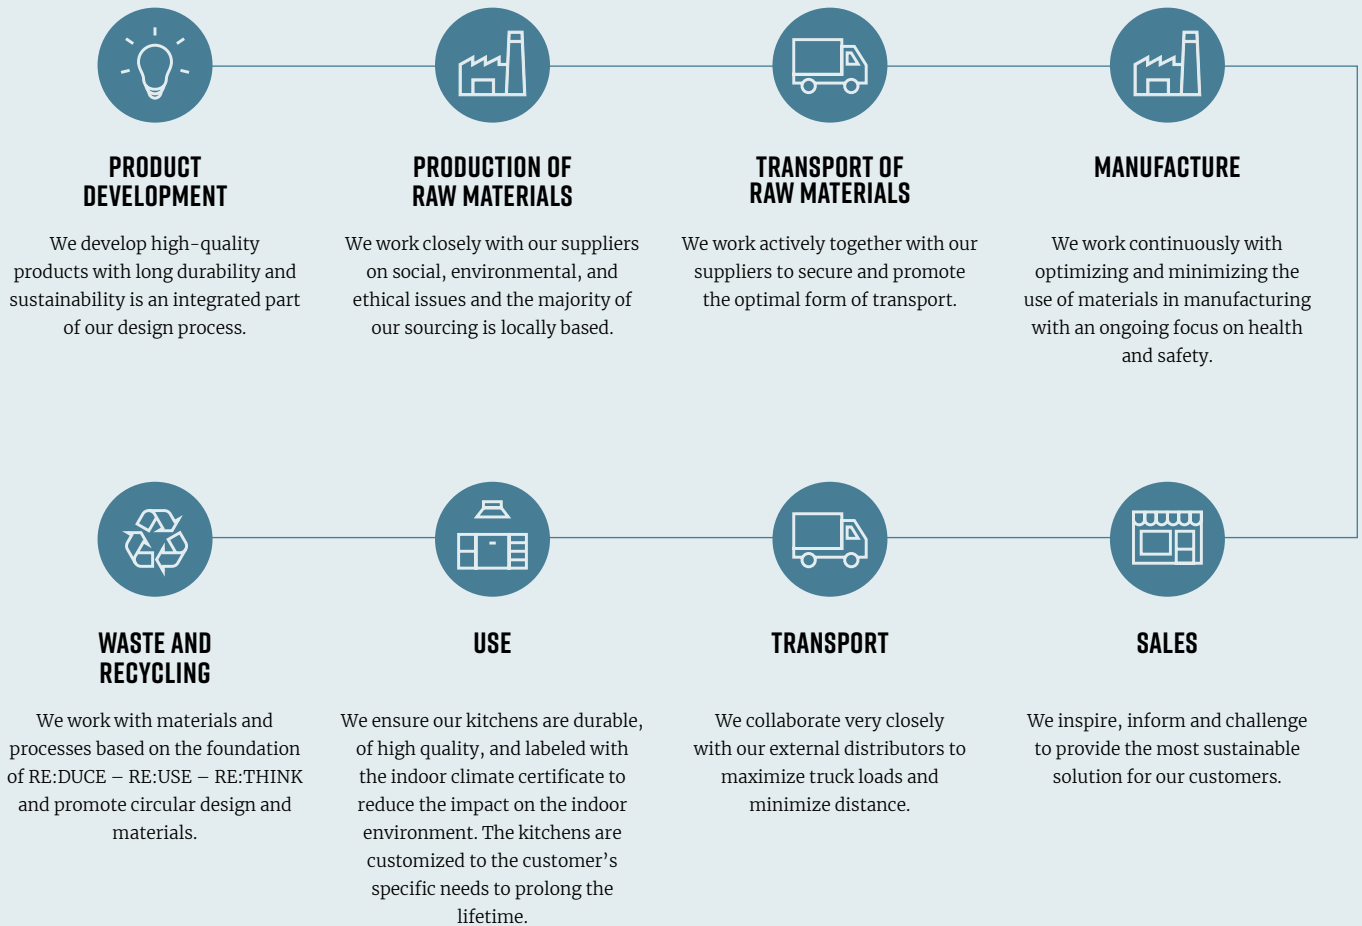 PRODUCT
DEVELOPMENT
We develop high-quality
products with long durability and
sustainability is an integrated part
of our design process.
PRODUCTION OF
RAW MATERIALS
We work closely with our suppliers
on social, environmental, and
ethical issues and the majority of
our sourcing is locally based.
TRANSPORT OF
RAW MATERIALS
We work actively together with our
suppliers to secure and promote
the optimal form of transport.
MANUFACTURE
We work continuously with
optimizing and minimizing the
use of materials in manufacturing
with an ongoing focus on health
and safety.
WASTE AND
RECYCLING
We work with materials and
processes based on the foundation
of RE:DUCE – RE:USE – RE:THINK
and promote circular design and
materials.
USE
We ensure our kitchens are durable,
of high quality, and labeled with
the indoor climate certificate to
reduce the impact on the indoor
environment. The kitchens are
customized to the customer’s
specific needs to prolong the
lifetime.
TRANSPORT
We collaborate very closely
with our external distributors to
maximize truck loads and
minimize distance.
SALES
We inspire, inform and challenge
to provide the most sustainable
solution for our customers.